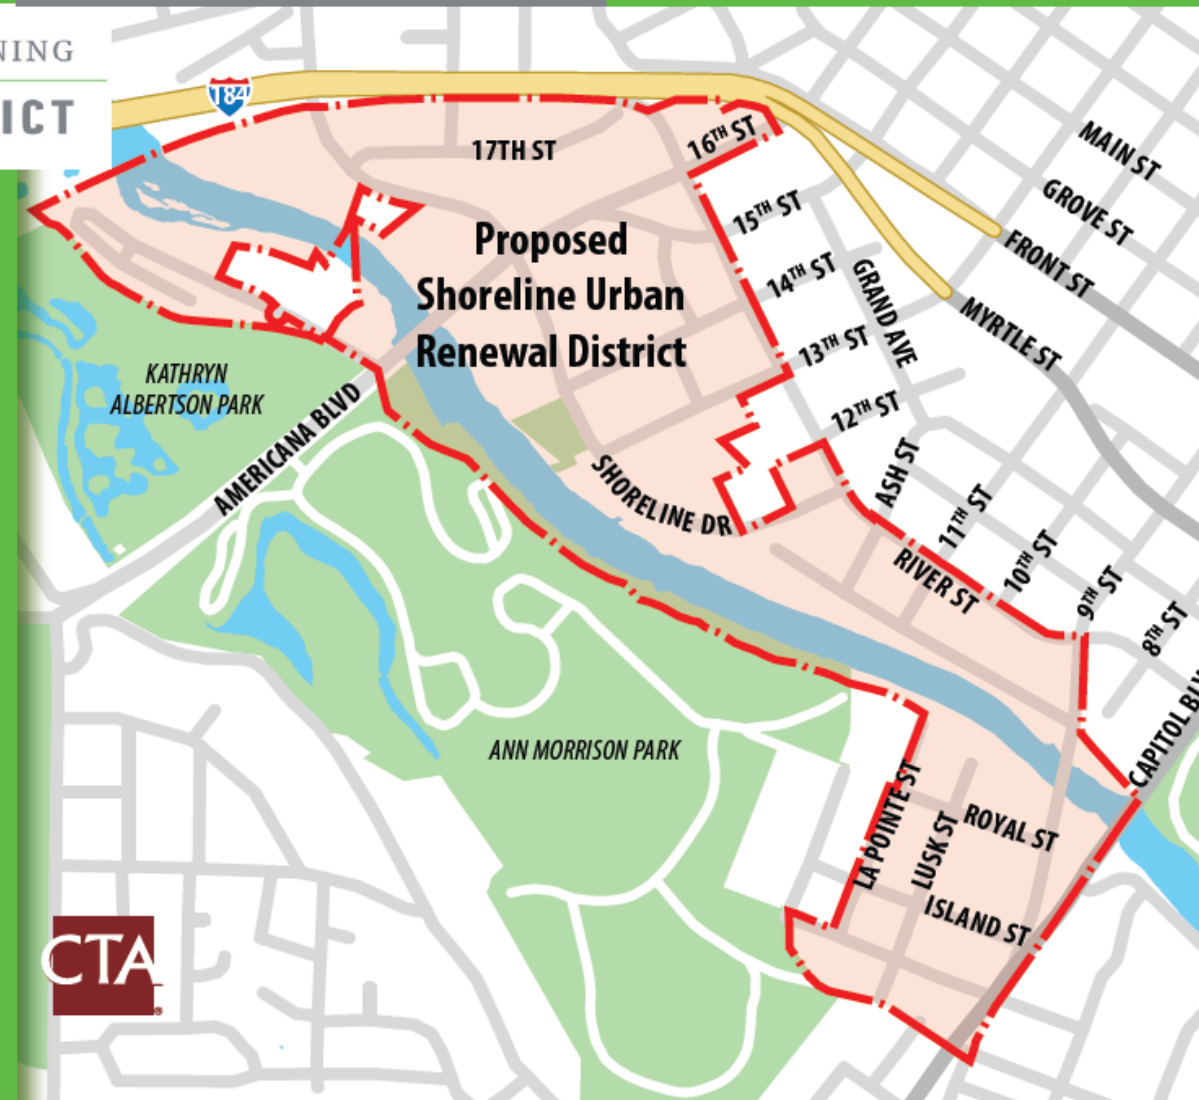 NING
ICT
I84
17TH ST
16TH ST
MAIN ST
GROVE ST
15TH ST
FRONT ST
Proposed
Shoreline Urban
Renewal District
14TH ST
GRAND AVE
MYRTLE ST
13TH ST
KATHRYN
ALBERTSON PARK
12TH ST
AMERICANA BLVD
ASH ST
SHORELINE DR
11TH ST
RIVER ST
10TH ST
9TH ST
8TH ST
CAPITOL BLV
ANN MORRISON PARK
LA POINTE ST
LUSK ST
ROYAL ST
ISLAND ST
CTA